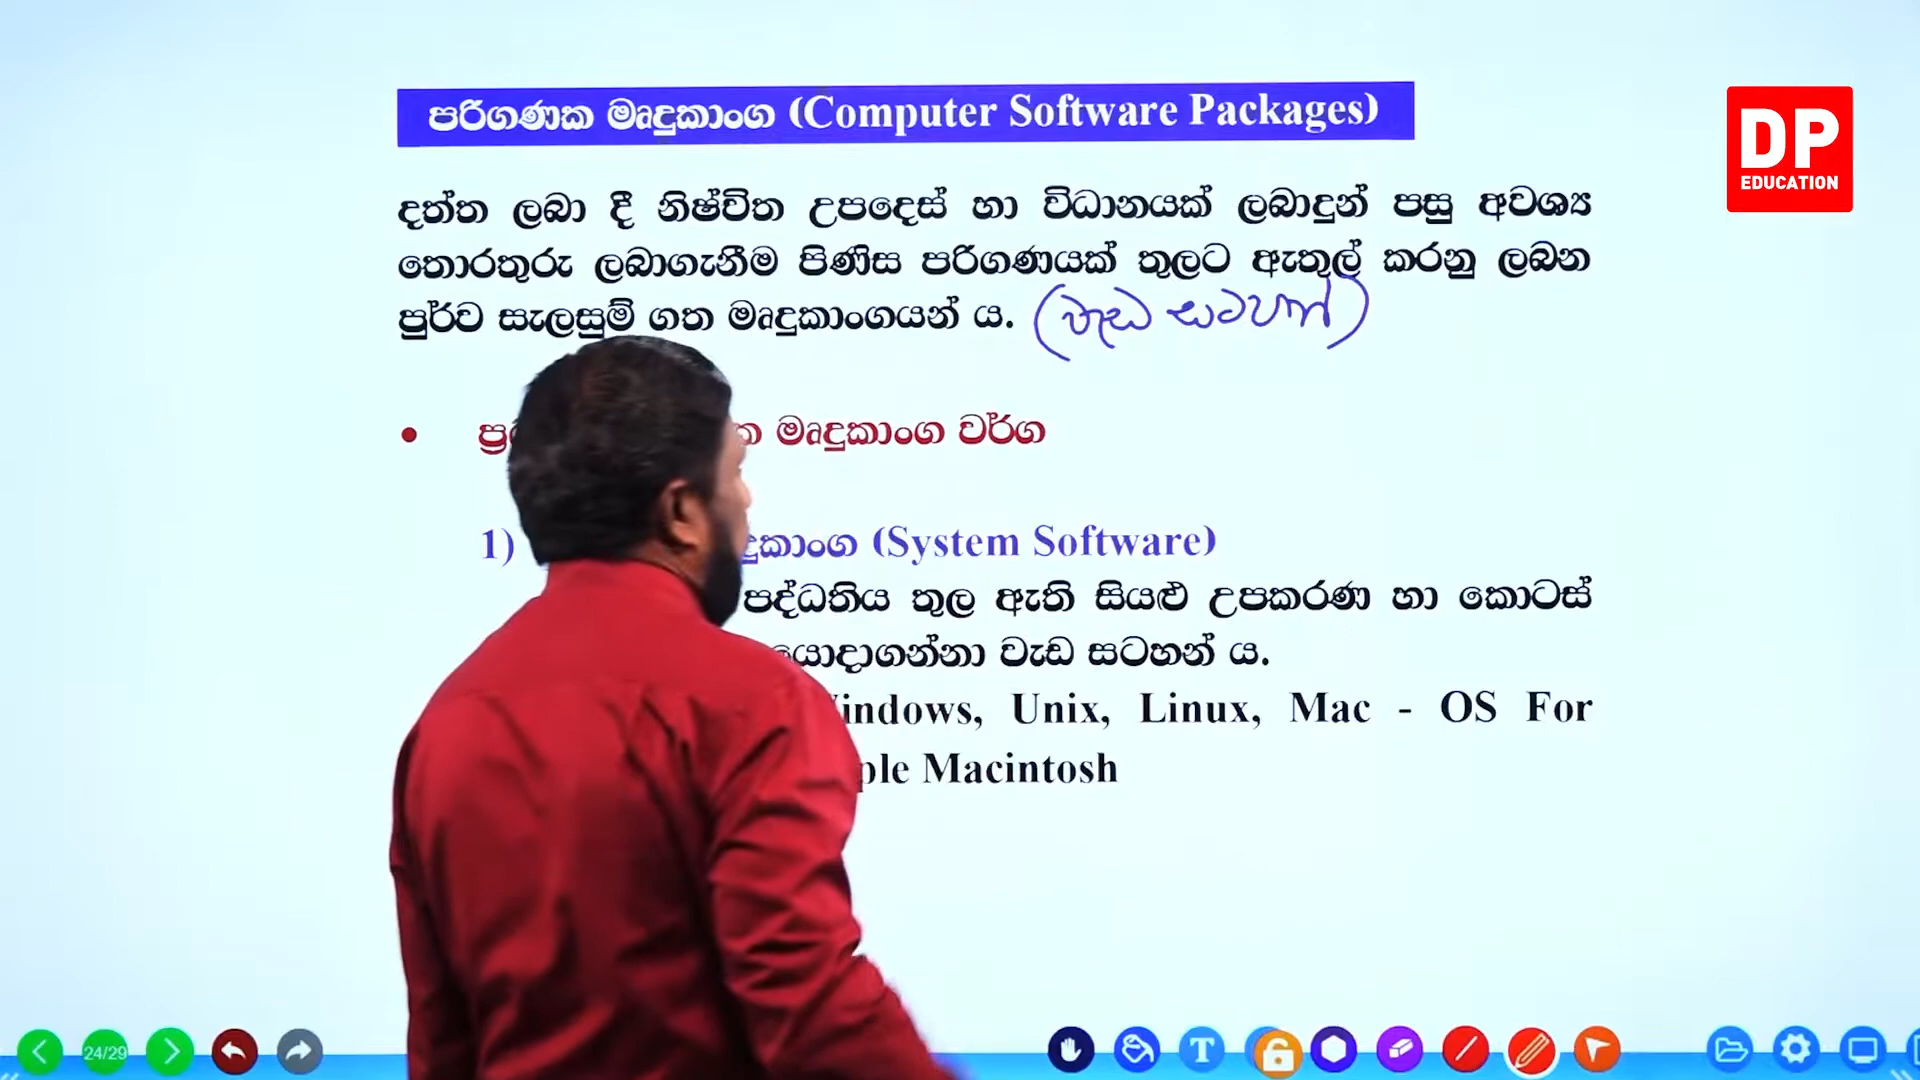 පරිගණක මෘදුකාංග (Computer Software Packages)
DP
EDUCATION
දත්ත ලබා දී නිෂ්චිත උපදෙස් හා විධානයක් ලබාදුන් පසු අවශ්‍ය
තොරතුරු ලබාගැනීම පිණිස පරිගණයක් තුලට ඇතුල් කරනු ලබන
පුර්ව සැලසුම් ගත මෘදුකාංගයන් ය. (වැඩ සටහන්)
• මෘදුකාංග වර්ග
1) (System Software)
පද්ධතිය තුල ඇති සියළු උපකරණ හා කොටස්
යොදාගන්නා වැඩ සටහන් ය.
Unix, Linux, Mac - OS For
Macintosh
24/29